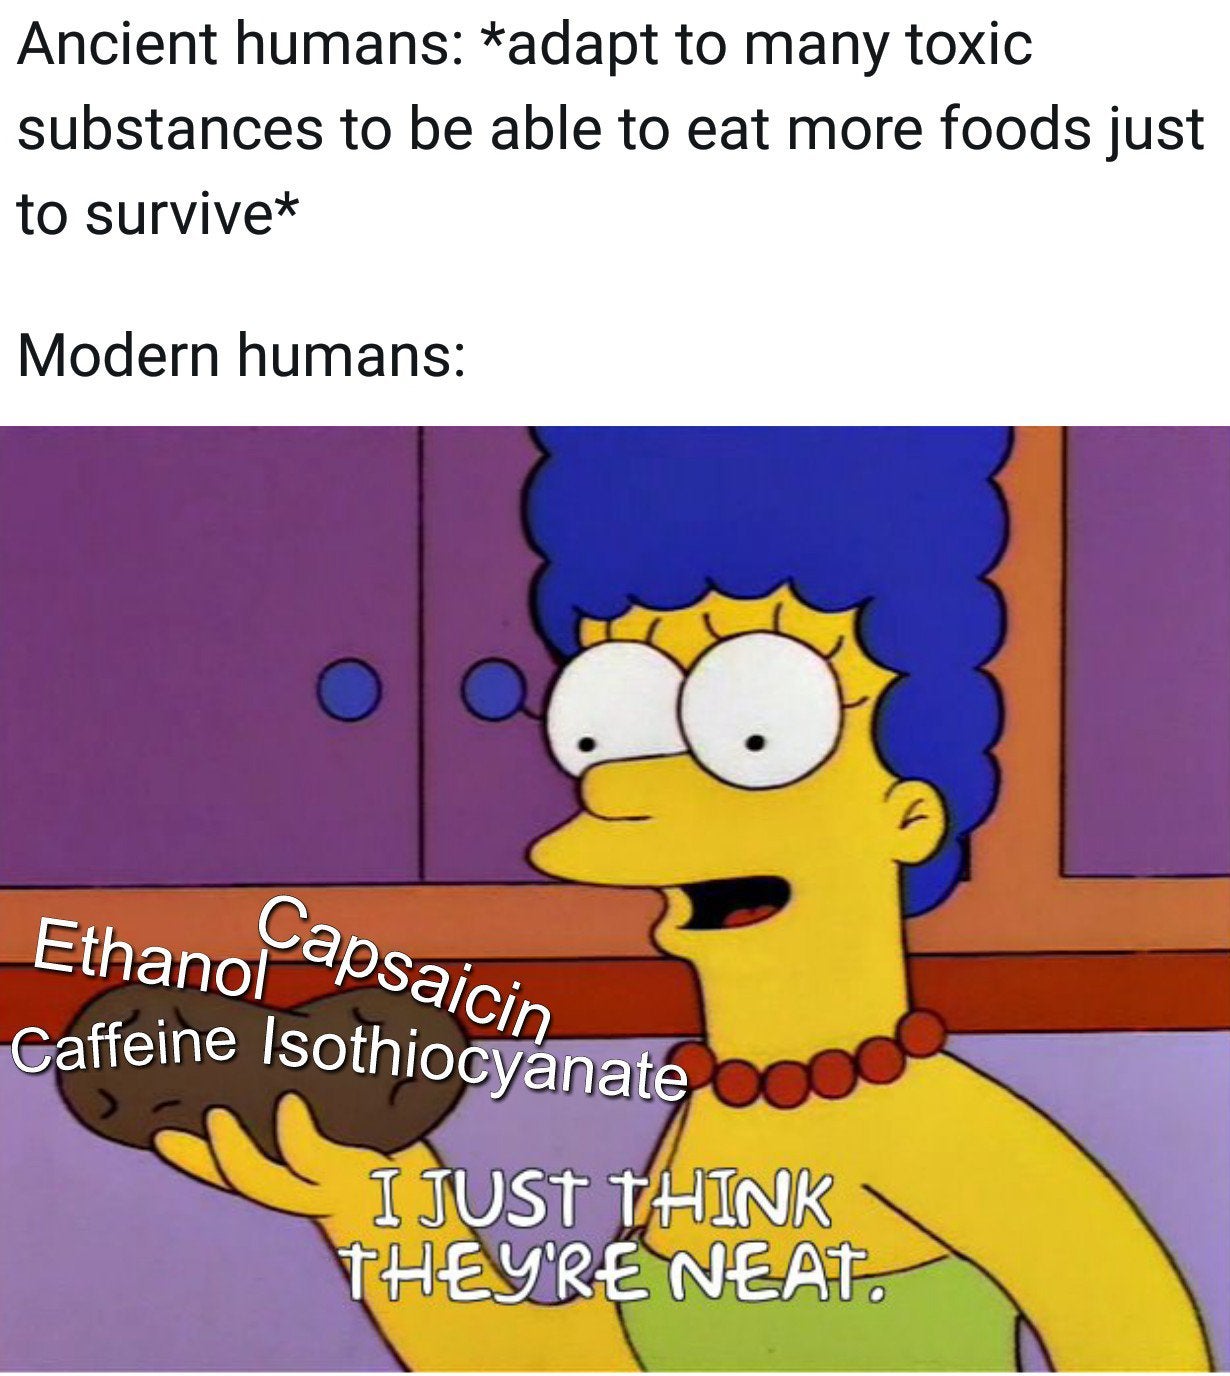 Ancient humans: *adapt to many toxic
substances to be able to eat more foods just
to survive*
Modern humans:
Ethanol
Capsaicin
Caffeine
Isothiocyanate
I JUST THINK
THEY'RE NEAT.